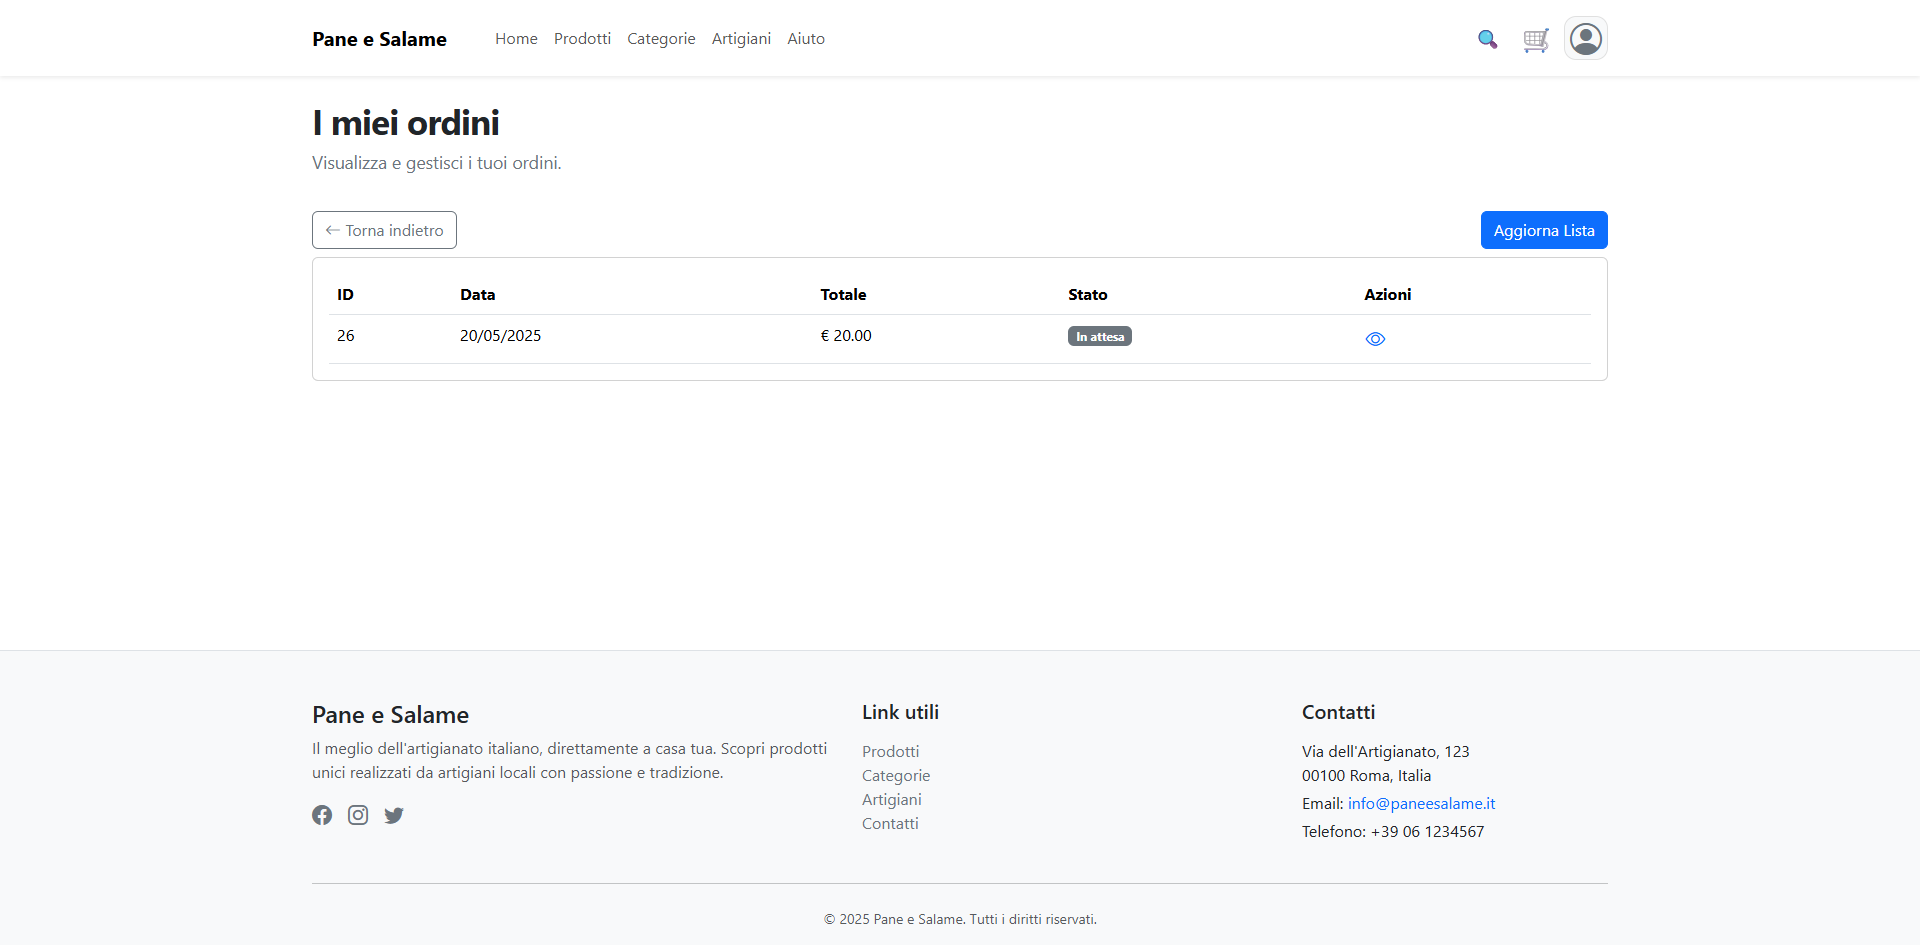 Pane e Salame
Home Prodotti Categorie Artigiani Aiuto
I miei ordini
Visualizza e gestisci i tuoi ordini.
← Torna indietro
Aggiorna Lista
ID Data Totale Stato Azioni
26 20/05/2025 € 20.00 In attesa
Pane e Salame
Il meglio dell'artigianato italiano, direttamente a casa tua. Scopri prodotti
unici realizzati da artigiani locali con passione e tradizione.
Link utili
Prodotti
Categorie
Artigiani
Contatti
Contatti
Via dell'Artigianato, 123
00100 Roma, Italia
Email: info@paneesalame.it
Telefono: +39 06 1234567
© 2025 Pane e Salame. Tutti i diritti riservati.